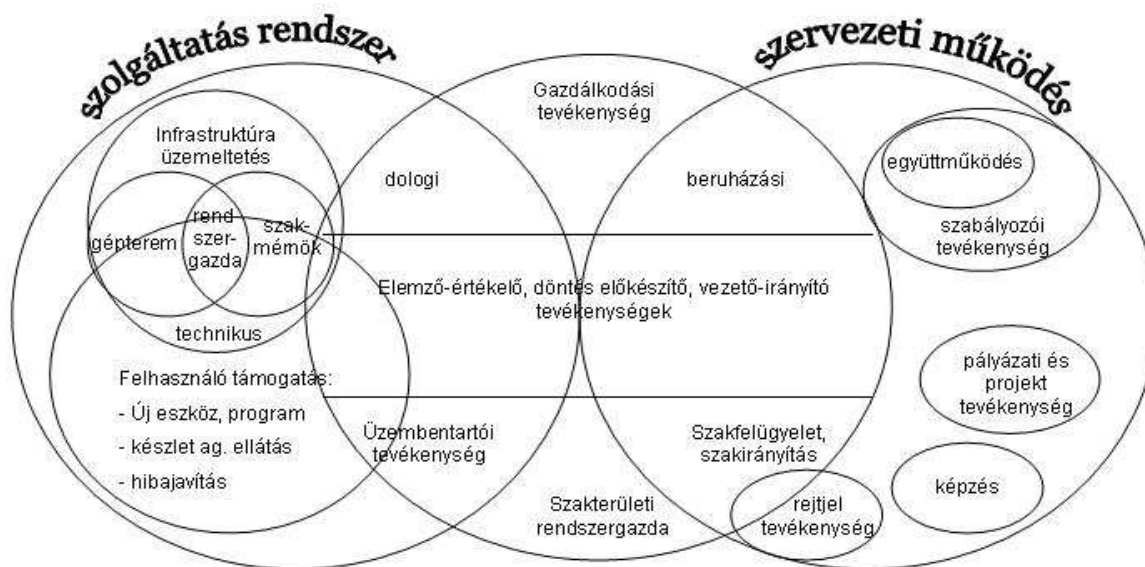 szolgáltatás rendszer
szervezeti működés
Gazdálkodási
tevékenység
Infrastruktúra
üzemeltetés
dologi
beruházási
együttműködés
szabályozói
tevékenység
gépterem
rend
szer-
gazda
szak-
mérnök
Elemző-értékelő, döntés előkészítő, vezető-irányító
tevékenységek
technikus
Felhasználó támogatás:
- Új eszköz, program
- készlet ag. ellátás
- hibajavítás
pályázati és
projekt
tevékenység
Üzembentartói
tevékenység
Szakfelügyelet,
szakirányítás
képzés
Szakterületi
rendszergazda
rejtjel
tevékenység